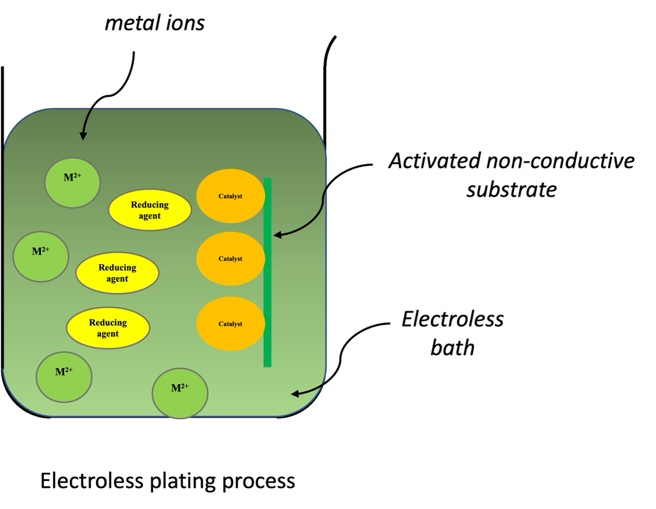 metal ions
M²⁺
Reducing
agent
Catalyst
Activated non-conductive
substrate
M²⁺
Reducing
agent
Catalyst
Reducing
agent
Catalyst
Electroless
bath
M²⁺
M²⁺
Electroless plating process